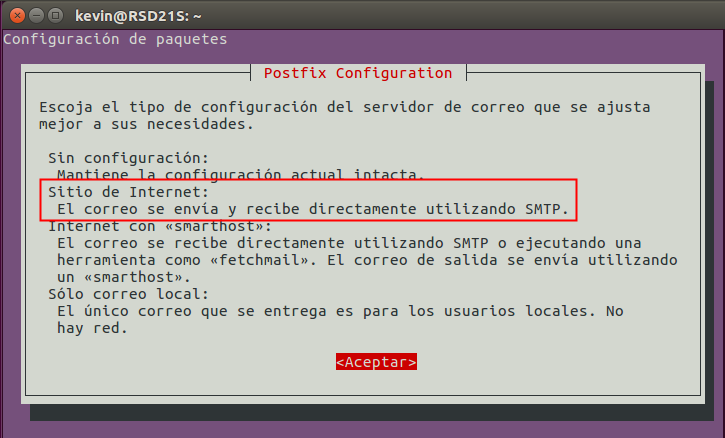 kevin@RSD21S: ~
Configuración de paquetes
Postfix Configuration
Escoja el tipo de configuración del servidor de correo que se ajusta
mejor a sus necesidades.
Sin configuración:
Mantiene la configuración actual intacta.
Sitio de Internet:
El correo se envía y recibe directamente utilizando SMTP.
Internet con «smarthost»:
El correo se recibe directamente utilizando SMTP o ejecutando una
herramienta como «fetchmail». El correo de salida se envía utilizando
un «smarthost».
Sólo correo local:
El único correo que se entrega es para los usuarios locales. No
hay red.
<Aceptar>